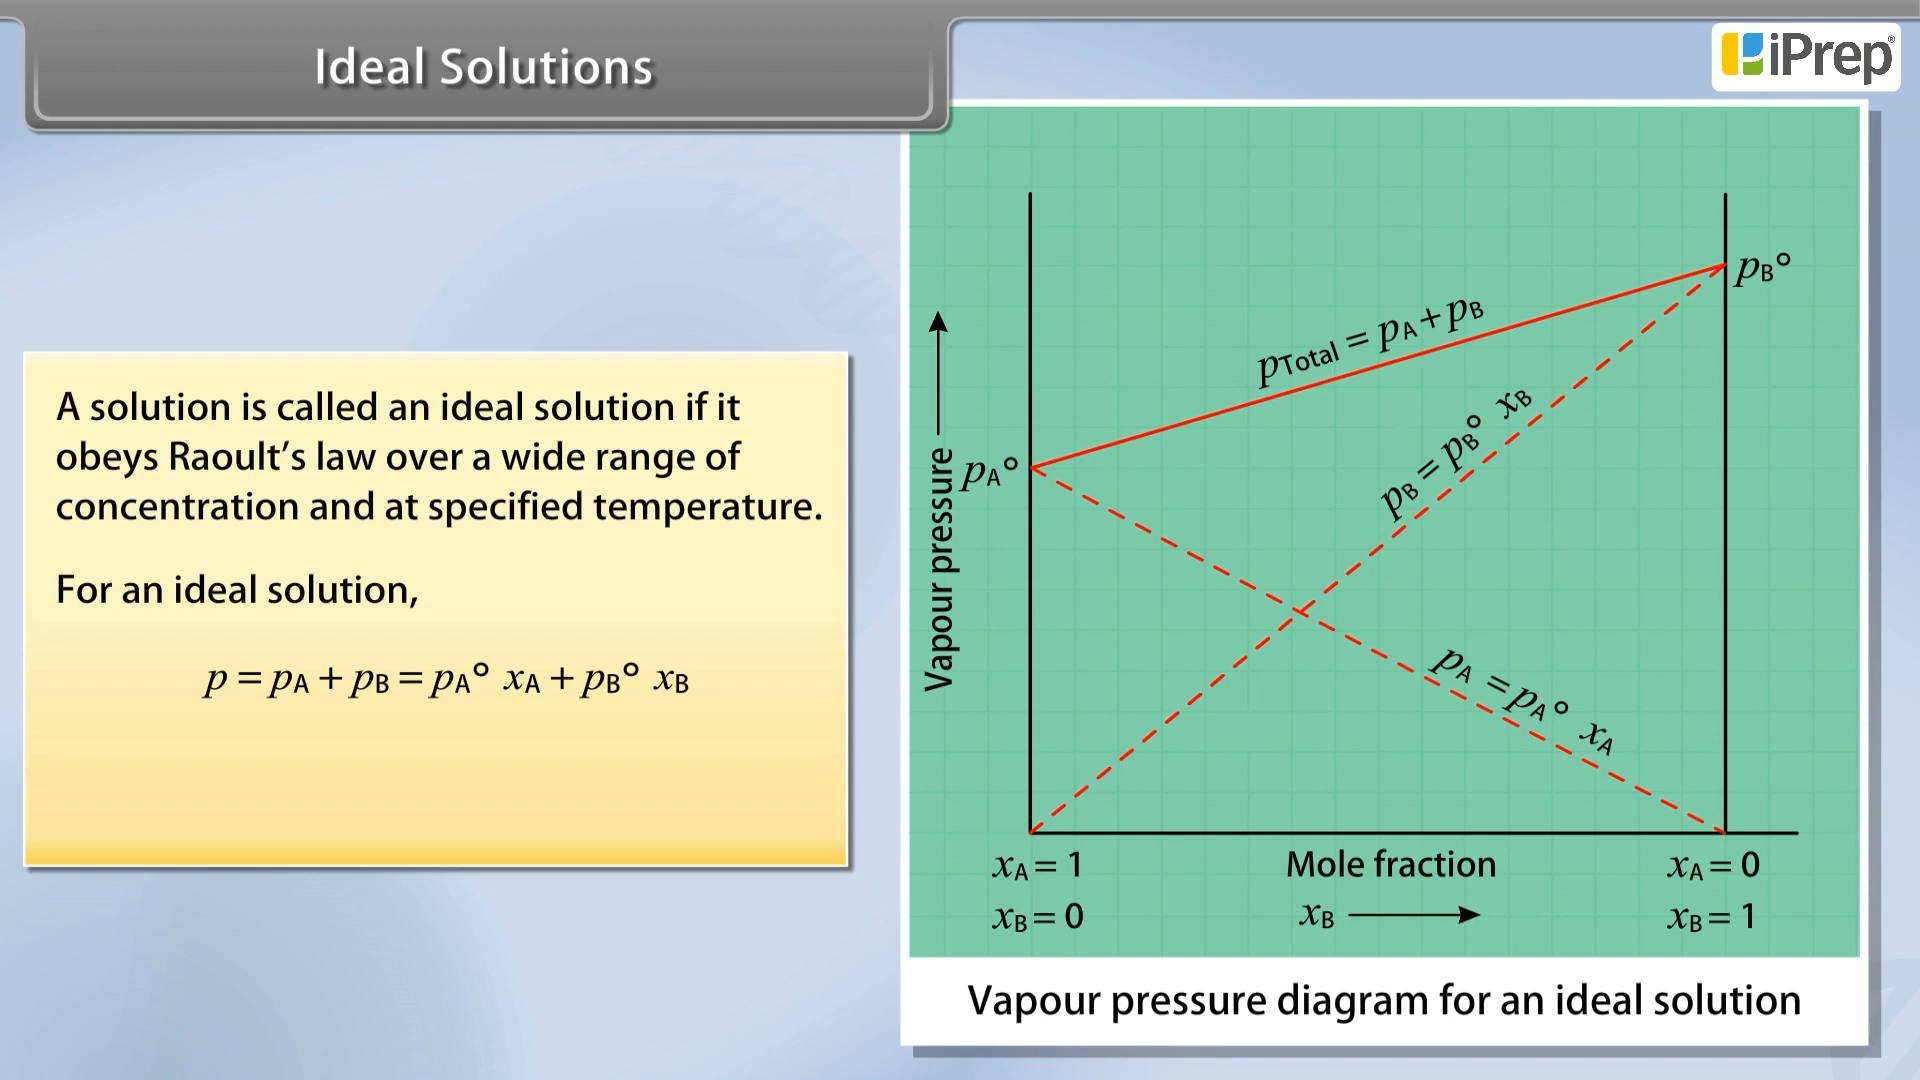 Ideal Solutions
iPrep®
A solution is called an ideal solution if it
obeys Raoult’s law over a wide range of
concentration and at specified temperature.
For an ideal solution,
p = pA + pB = pA° xA + pB° xB
pB°
pTotal = pA + pB
pB = pB° xB
pA°
Vapour pressure
pA = pA° xA
xA = 1 Mole fraction xA = 0
xB = 0 xB xB = 1
Vapour pressure diagram for an ideal solution